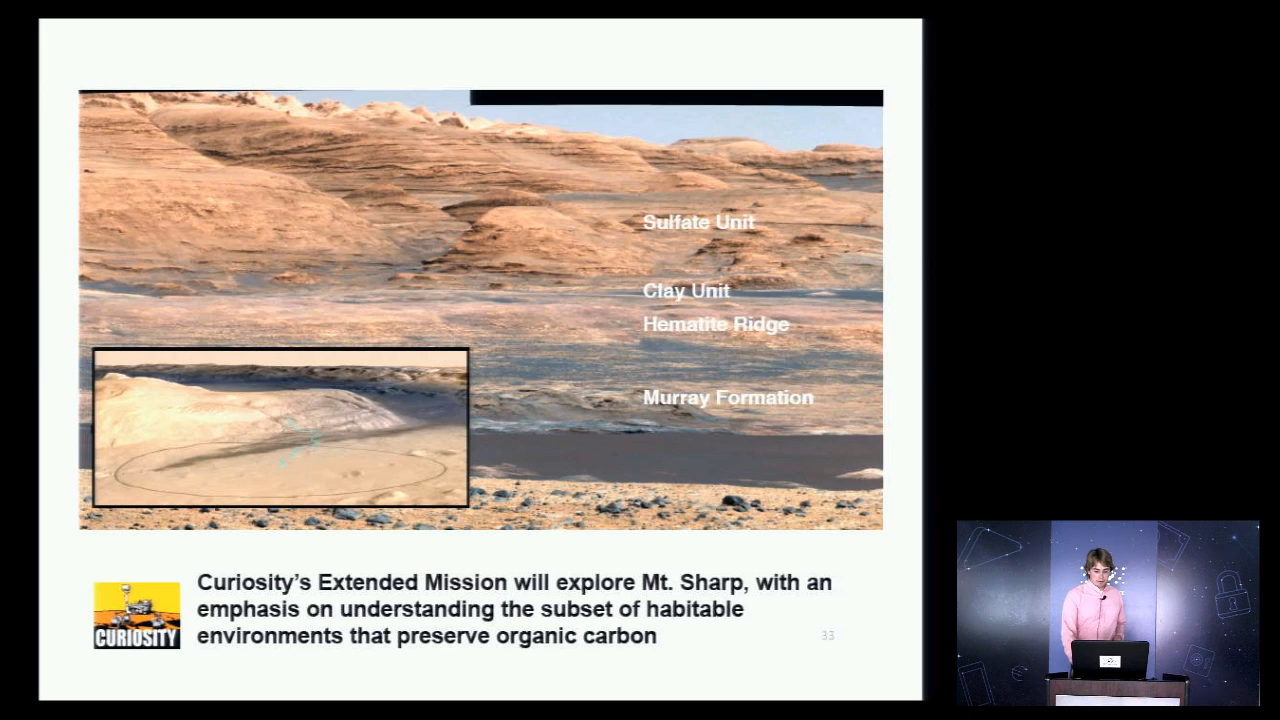 Sulfate Unit
Clay Unit
Hematite Ridge
Murray Formation
CURIOSITY
Curiosity's Extended Mission will explore Mt. Sharp, with an
emphasis on understanding the subset of habitable
environments that preserve organic carbon
33